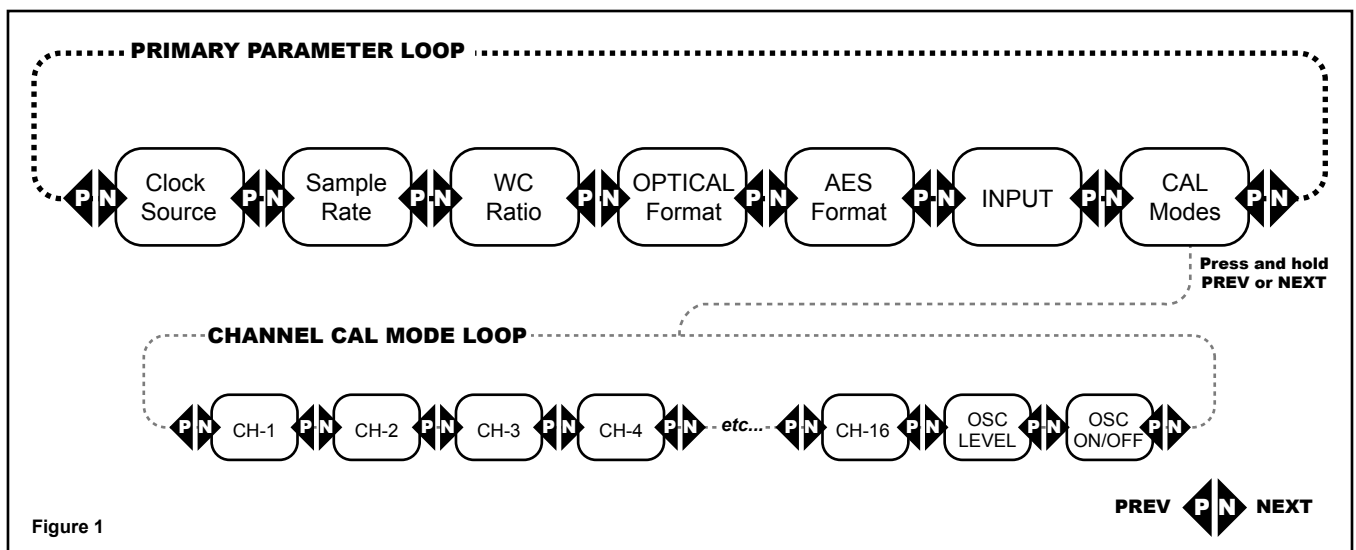 PRIMARY PARAMETER LOOP
P N Clock Source P N Sample Rate P N WC Ratio P N OPTICAL Format P N AES Format P N INPUT P N CAL Modes P N
Press and hold
PREV or NEXT
CHANNEL CAL MODE LOOP
P N CH-1 P N CH-2 P N CH-3 P N CH-4 P N etc... P N CH-16 P N OSC LEVEL P N OSC ON/OFF P N
PREV P N NEXT
Figure 1